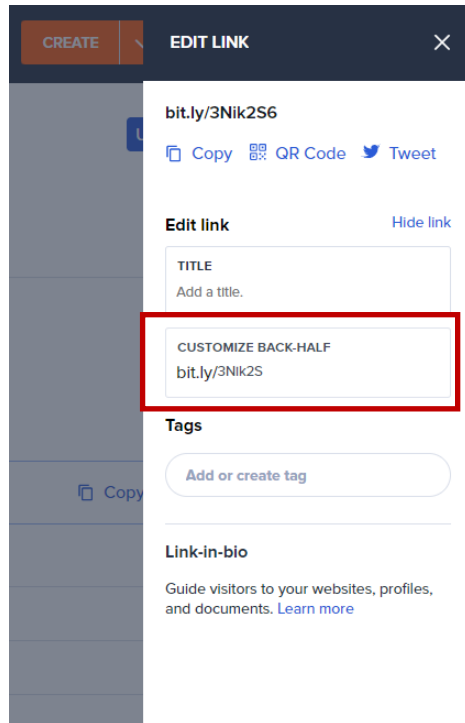 CREATE
EDIT LINK
bit.ly/3Nik2S6
U
Copy QR Code Tweet
Edit link Hide link
TITLE
Add a title.
CUSTOMIZE BACK-HALF
bit.ly/3Nik2S
Tags
Add or create tag
Copy
Link-in-bio
Guide visitors to your websites, profiles,
and documents. Learn more